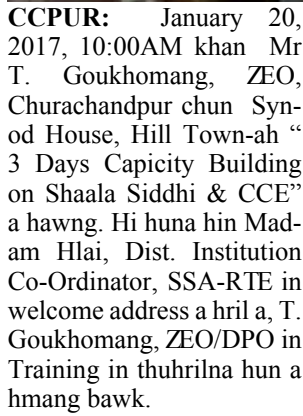 CCPUR: January 20,
2017, 10:00AM khan Mr
T. Goukhomang, ZEO,
Churachandpur chun Syn-
od House, Hill Town-ah “
3 Days Capicity Building
on Shaala Siddhi & CCE”
a hawng. Hi huna hin Mad-
am Hlai, Dist. Institution
Co-Ordinator, SSA-RTE in
welcome address a hril a, T.
Goukhomang, ZEO/DPO in
Training in thuhrilna hun a
hmang bawk.